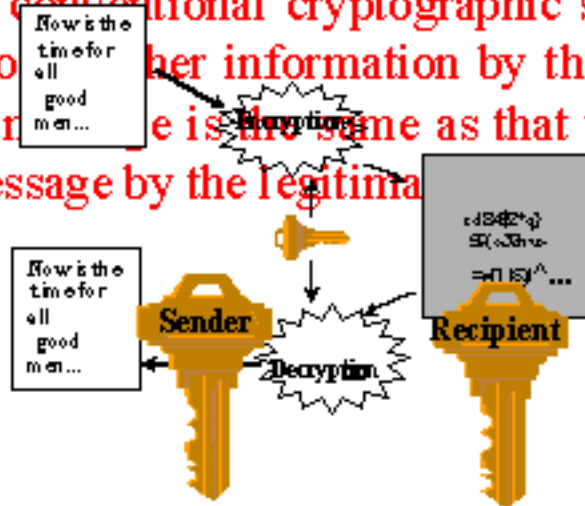 conventional cryptographic s
Now is the
time for
all
good
men...
her information by th
Encryption
e is the same as that
essage by the legitima
Now is the
time for
all
good
men...
Sender
Recipient
Decryption